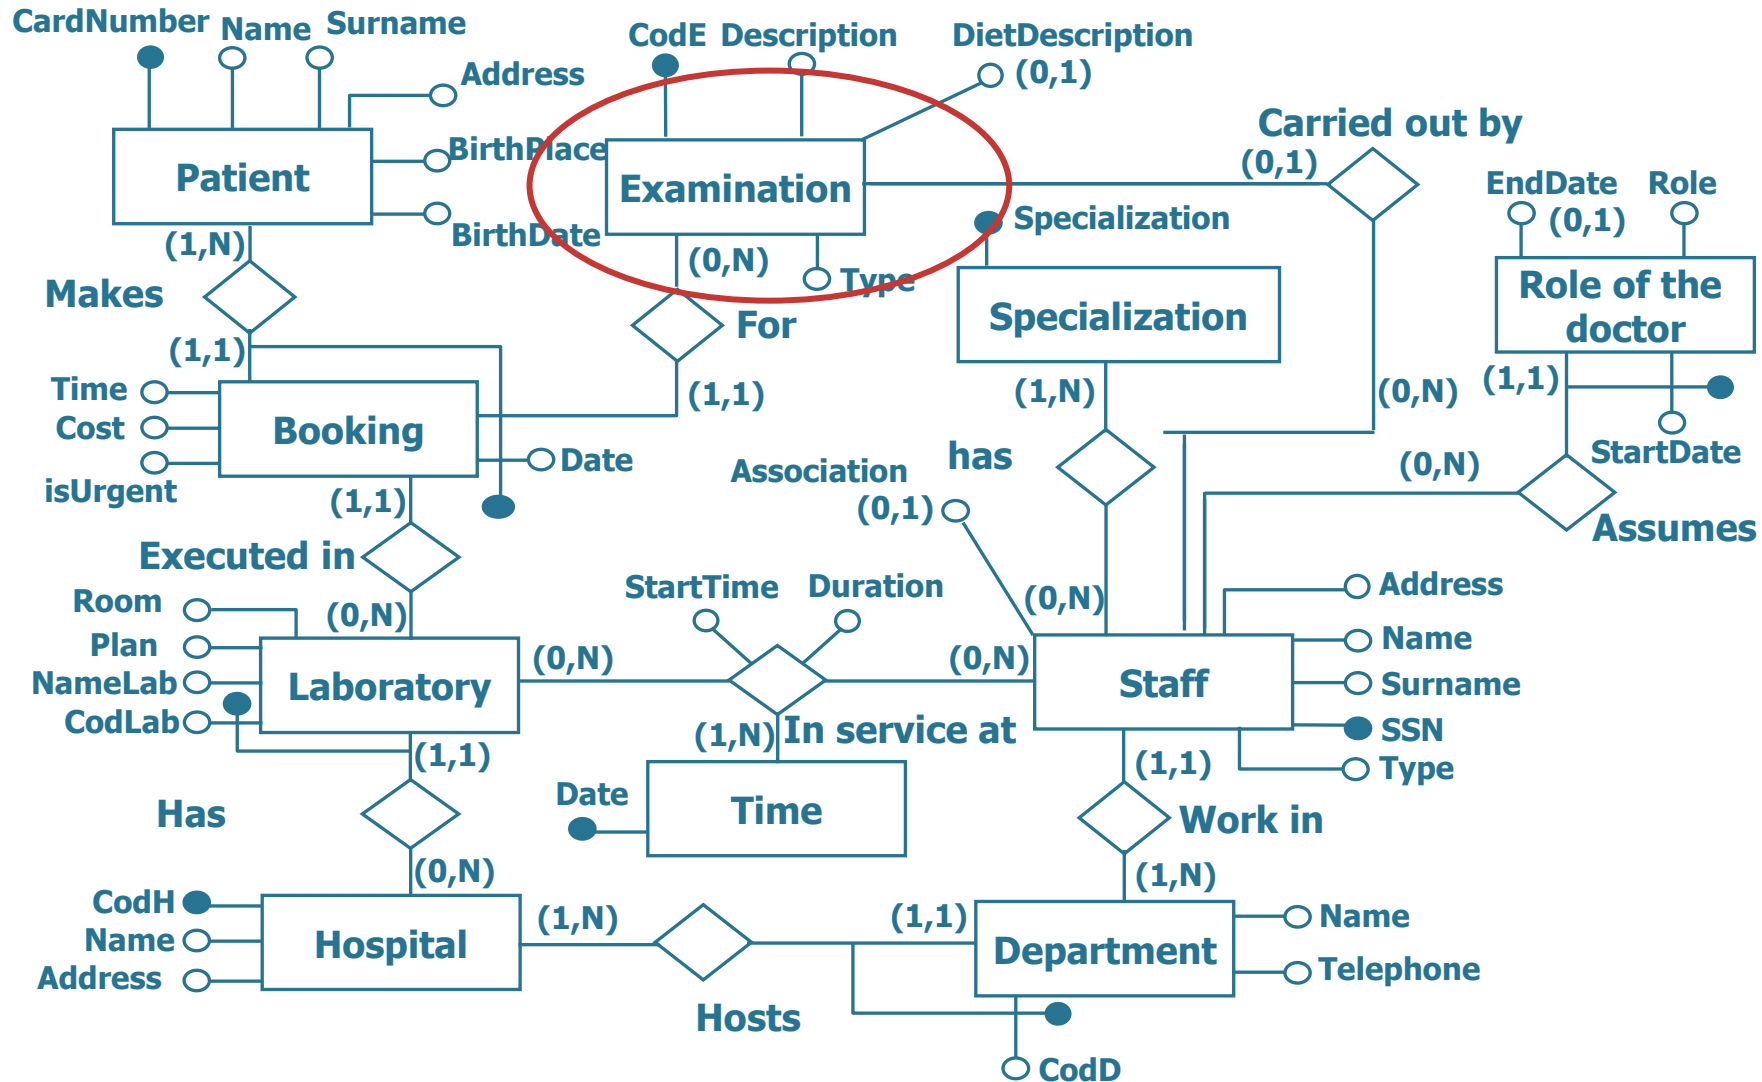 CardNumber
Name
Surname
Address
Patient
BirthPlace
BirthDate
(1,N)
Makes
(1,1)
CodE
Description
DietDescription
(0,1)
Examination
(0,N)
Type
For
(1,1)
Carried out by
(0,1)
(0,N)
Specialization
Specialization
(1,N)
has
(0,N)
EndDate
(0,1)
Role
Role of the
doctor
(1,1)
StartDate
(0,N)
Assumes
Time
Cost
isUrgent
Booking
Date
(1,1)
Executed in
(0,N)
Association
(0,1)
Room
Plan
NameLab
CodLab
Laboratory
(0,N)
StartTime
Duration
(0,N)
In service at
(1,N)
Date
Time
Staff
Address
Name
Surname
SSN
Type
(1,1)
Work in
(1,N)
(1,1)
Has
(0,N)
CodH
Name
Address
Hospital
(1,N)
Hosts
(1,1)
Department
Name
Telephone
CodD